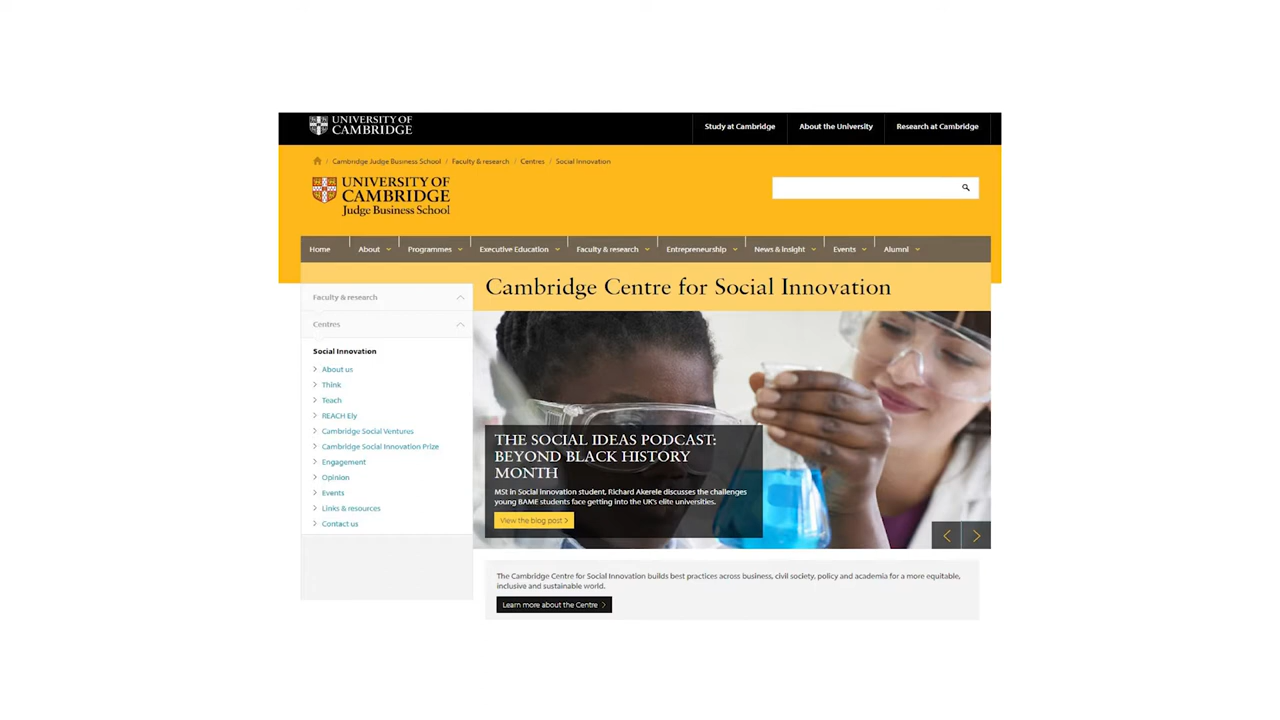 UNIVERSITY OF
CAMBRIDGE
Study at Cambridge
About the University
Research at Cambridge
/ Cambridge Judge Business School / Faculty & research / Centres / Social Innovation
UNIVERSITY OF
CAMBRIDGE
Judge Business School
Home About Programmes Executive Education Faculty & research Entrepreneurship News & insight Events Alumni
Faculty & research
Centres
Social Innovation
About us
Think
Teach
REACH Ely
Cambridge Social Ventures
Cambridge Social Innovation Prize
Engagement
Opinion
Events
Links & resources
Contact us
Cambridge Centre for Social Innovation
THE SOCIAL IDEAS PODCAST:
BEYOND BLACK HISTORY
MONTH
MSt in Social Innovation student, Richard Akerele discusses the challenges
young BAME students face getting into the UK's elite universities.
View the blog post >
The Cambridge Centre for Social Innovation builds best practices across business, civil society, policy and academia for a more equitable,
inclusive and sustainable world.
Learn more about the Centre >